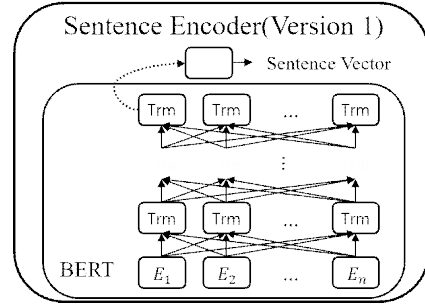 Sentence Encoder(Version 1)
Sentence Vector
Trm Trm ... Trm
⋮
Trm Trm ... Trm
BERT E₁ E₂ ... Eₙ